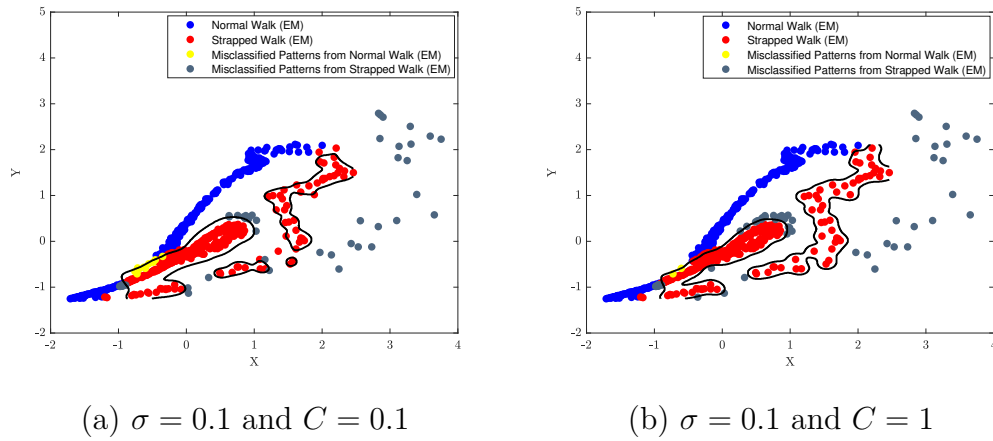 5
4
3
2
1
0
-1
-2
Y
-2 -1 0 1 2 3 4
X
Normal Walk (EM)
Strapped Walk (EM)
Misclassified Patterns from Normal Walk (EM)
Misclassified Patterns from Strapped Walk (EM)
(a) σ = 0.1 and C = 0.1
5
4
3
2
1
0
-1
-2
Y
-2 -1 0 1 2 3 4
X
Normal Walk (EM)
Strapped Walk (EM)
Misclassified Patterns from Normal Walk (EM)
Misclassified Patterns from Strapped Walk (EM)
(b) σ = 0.1 and C = 1